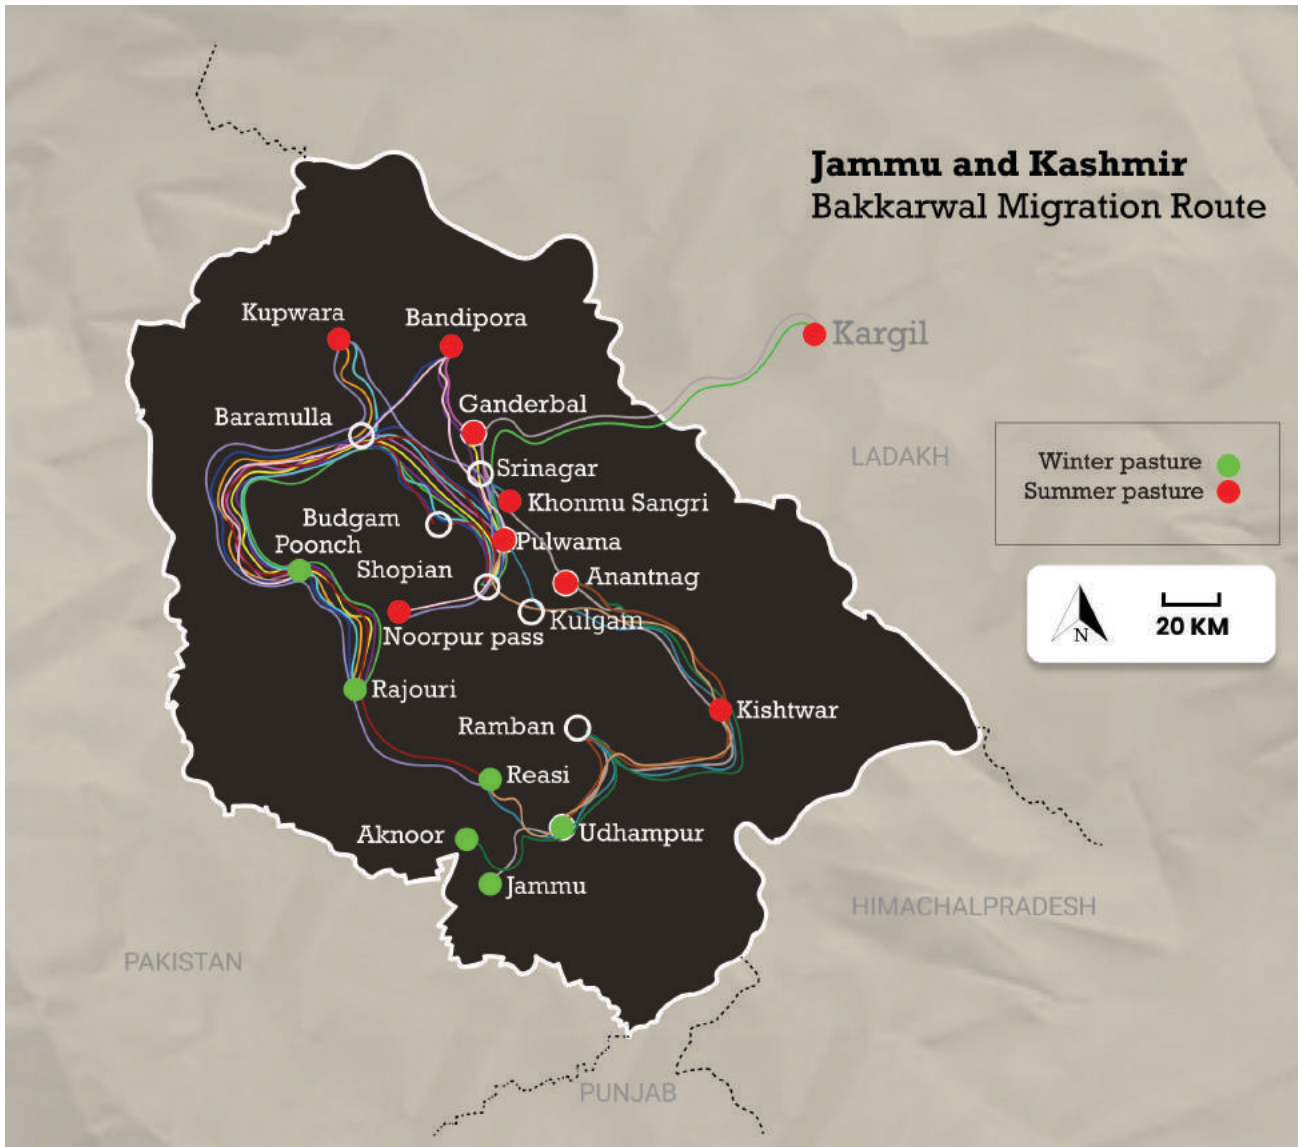 Jammu and Kashmir
Bakkarwal Migration Route
Kupwara
Bandipora
Kargil
Ganderbal
Baramulla
LADAKH
Winter pasture
Summer pasture
Srinagar
Khonmu Sangri
Budgam
Poonch
Pulwama
Shopian
Anantnag
Kulgam
Noorpur pass
N
20 KM
Rajouri
Kishtwar
Ramban
Reasi
Aknoor
Udhampur
Jammu
HIMACHALPRADESH
PAKISTAN
PUNJAB